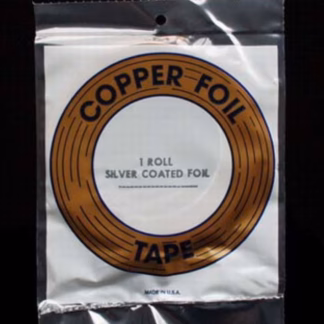 COPPER FOIL
1 ROLL
SILVER COATED FOIL
TAPE
MADE IN U.S.A.